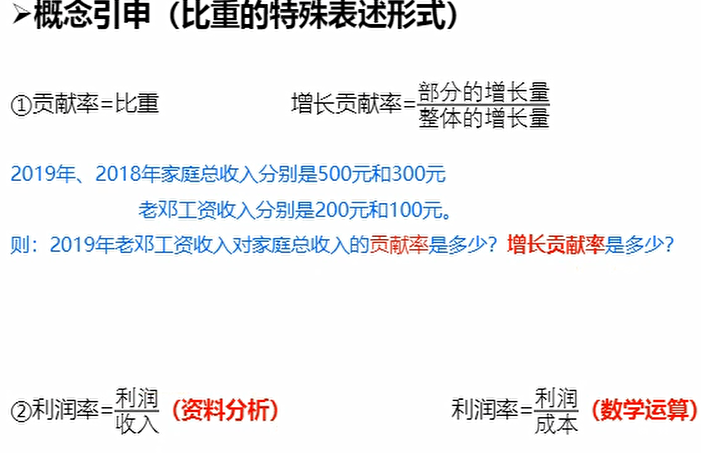 ➢概念引申（比重的特殊表述形式）
①贡献率=比重 增长贡献率=部分的增长量/整体的增长量
2019年、2018年家庭总收入分别是500元和300元
老邓工资收入分别是200元和100元。
则：2019年老邓工资收入对家庭总收入的贡献率是多少？增长贡献率是多少？
②利润率=利润/收入（资料分析） 利润率=利润/成本（数学运算）